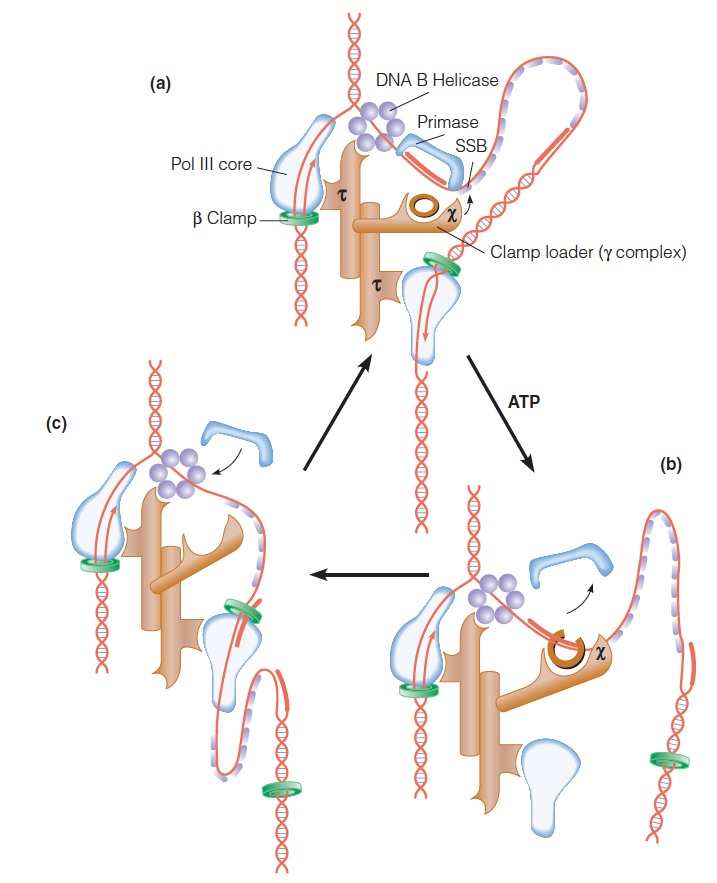 (a)
DNA B Helicase
Primase
SSB
Pol III core
τ
β Clamp
χ
Clamp loader (γ complex)
τ
ATP
(c)
(b)
χ